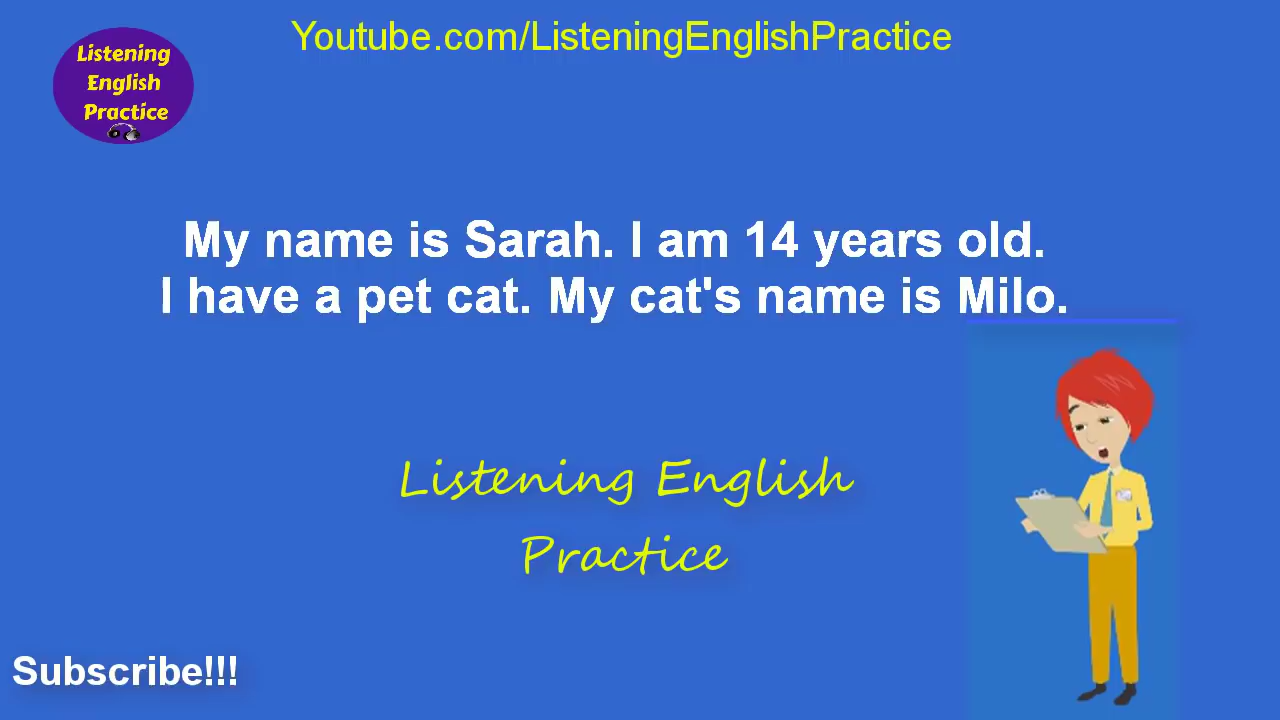 Youtube.com/ListeningEnglishPractice
Listening
English
Practice
My name is Sarah. I am 14 years old.
I have a pet cat. My cat's name is Milo.
Listening English
Practice
Subscribe!!!